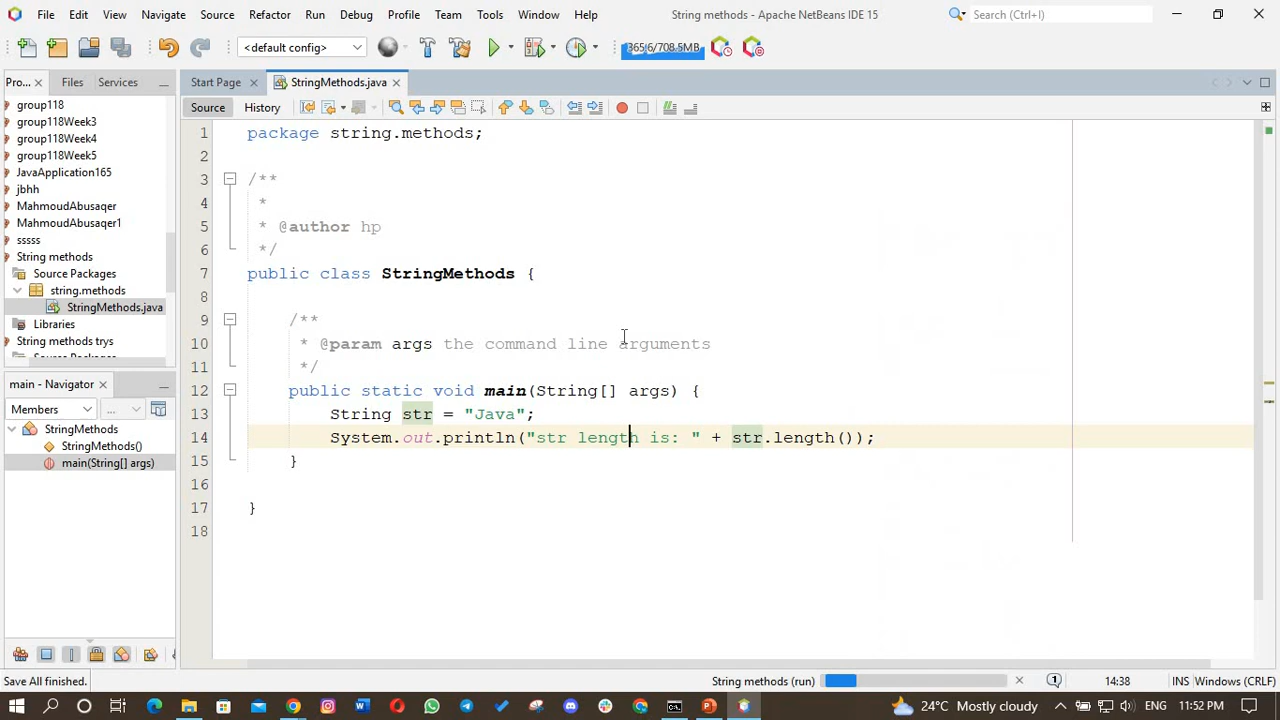 File Edit View Navigate Source Refactor Run Debug Profile Team Tools Window Help
String methods - Apache NetBeans IDE 15
Search (Ctrl+I)
<default config>
365.6/708.5MB
Pro... Files Services
Start Page StringMethods.java
Source History
group118
group118Week3
group118Week4
group118Week5
JavaApplication165
jbhh
MahmoudAbusaqer
MahmoudAbusaqer1
sssss
String methods
Source Packages
string.methods
StringMethods.java
Libraries
String methods trys
main - Navigator
Members
...
StringMethods
StringMethods()
main(String[] args)
1 package string.methods;
2
3 /**
4 *
5 * @author hp
6 */
7 public class StringMethods {
8
9 /**
10 * @param args the command line arguments
11 */
12 public static void main(String[] args) {
13 String str = "Java";
14 System.out.println("str length is: " + str.length());
15 }
16
17 }
18
Save All finished.
String methods (run)
1
14:38 INS Windows (CRLF)
24°C Mostly cloudy
ENG 11:52 PM